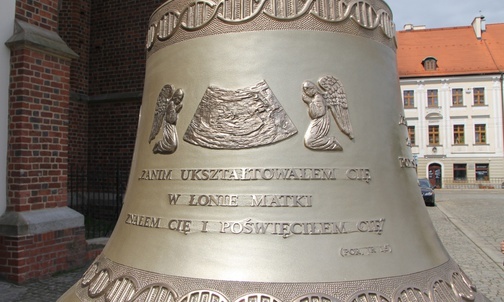 „ZANIM UKSZTAŁTOWAŁEM CIĘ
W ŁONIE MATKI
ZNAŁEM CIĘ I POŚWIĘCIŁEM CIĘ”